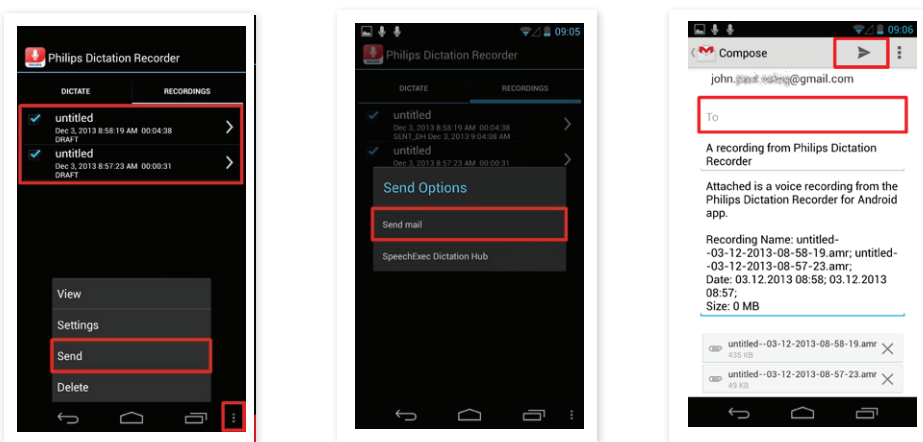 Philips Dictation Recorder
DICTATE RECORDINGS
untitled
Dec 3, 2013 8:58:19 AM 00:04:38
DRAFT
untitled
Dec 3, 2013 8:57:23 AM 00:00:31
DRAFT
View
Settings
Send
Delete
09:05
Philips Dictation Recorder
DICTATE RECORDINGS
untitled
Dec 3, 2013 8:58:19 AM 00:04:38
SENT_DH Dec 3, 2013 9:04:08 AM
untitled
Dec 3, 2013 8:57:23 AM 00:00:31
Send Options
Send mail
SpeechExec Dictation Hub
09:06
Compose
john. @gmail.com
To
A recording from Philips Dictation
Recorder
Attached is a voice recording from the
Philips Dictation Recorder for Android
app.
Recording Name: untitled-
-03-12-2013-08-58-19.amr; untitled-
-03-12-2013-08-57-23.amr;
Date: 03.12.2013 08:58; 03.12.2013
08:57;
Size: 0 MB
untitled--03-12-2013-08-58-19.amr
435 KB
untitled--03-12-2013-08-57-23.amr
49 KB